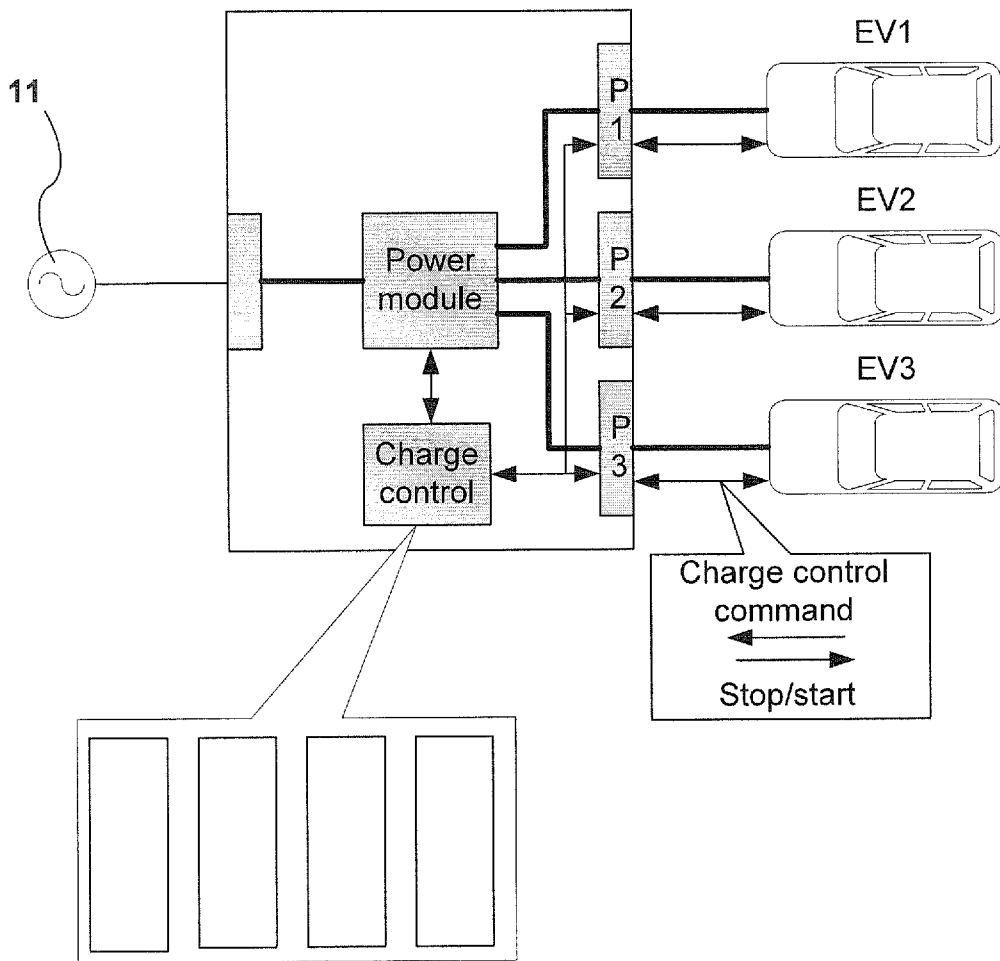 EV1
11
P
1
EV2
Power
module
P
2
EV3
P
3
Charge
control
Charge control
command
Stop/start